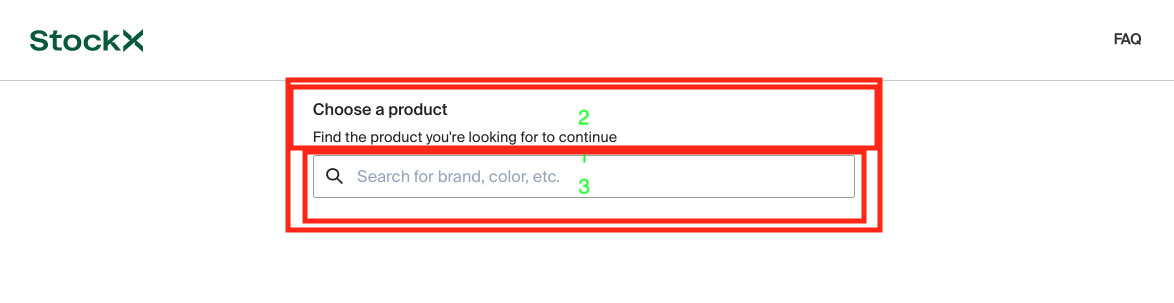 StockX
FAQ
Choose a product
2
Find the product you're looking for to continue
1
Search for brand, color, etc.
3